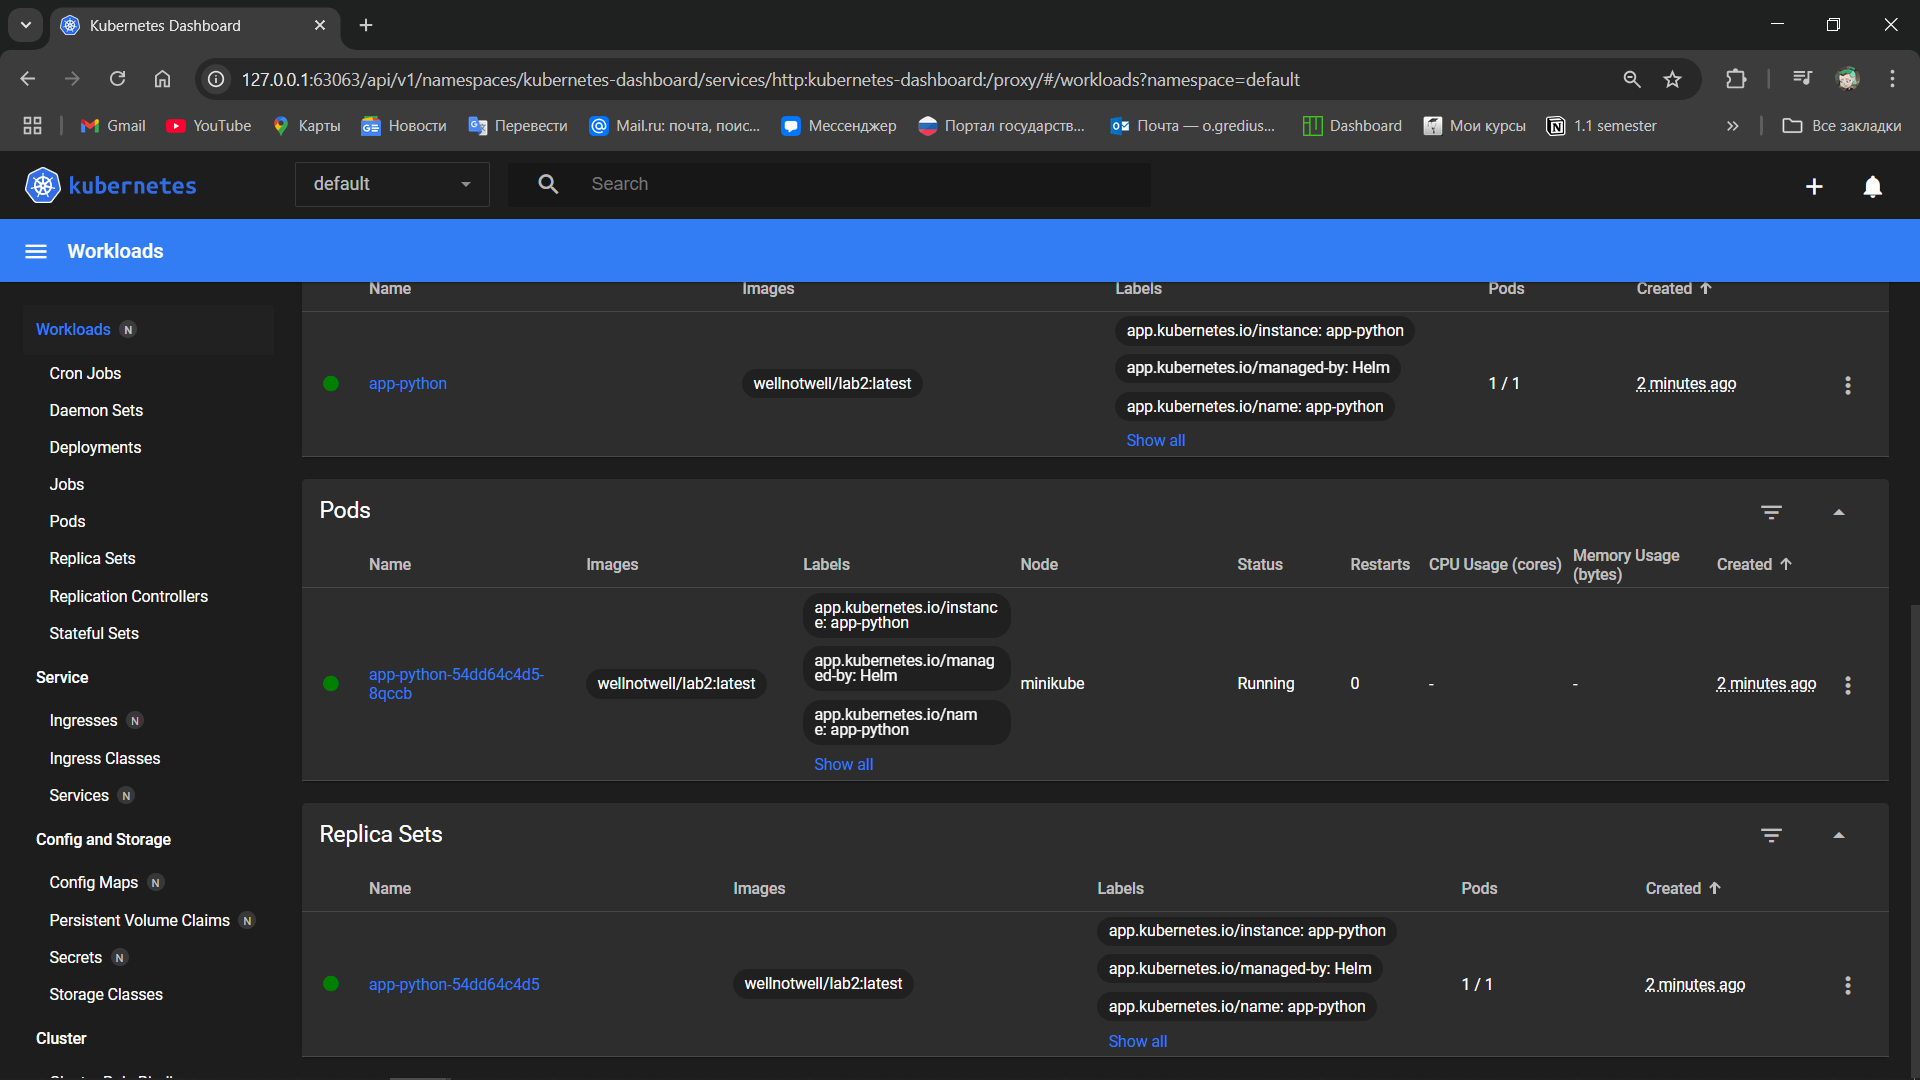 Kubernetes Dashboard
127.0.0.1:63063/api/v1/namespaces/kubernetes-dashboard/services/http:kubernetes-dashboard:/proxy/#/workloads?namespace=default
Gmail YouTube Карты Новости Перевести Mail.ru: почта, поис... Мессенджер Портал государств... Почта — o.gredius... Dashboard Мои курсы 1.1 semester » Все закладки
kubernetes default Search
Workloads
Workloads N
Cron Jobs
Daemon Sets
Deployments
Jobs
Pods
Replica Sets
Replication Controllers
Stateful Sets
Service
Ingresses N
Ingress Classes
Services N
Config and Storage
Config Maps N
Persistent Volume Claims N
Secrets N
Storage Classes
Cluster
Name Images Labels Pods Created
app.kubernetes.io/instance: app-python
app.kubernetes.io/managed-by: Helm
app-python wellnotwell/lab2:latest 1 / 1 2 minutes ago
app.kubernetes.io/name: app-python
Show all
Pods
Name Images Labels Node Status Restarts CPU Usage (cores) Memory Usage
(bytes) Created
app.kubernetes.io/instanc
e: app-python
app.kubernetes.io/manag
ed-by: Helm
app-python-54dd64c4d5-
8qccb
wellnotwell/lab2:latest minikube Running 0 - - 2 minutes ago
app.kubernetes.io/nam
e: app-python
Show all
Replica Sets
Name Images Labels Pods Created
app.kubernetes.io/instance: app-python
app.kubernetes.io/managed-by: Helm
app-python-54dd64c4d5 wellnotwell/lab2:latest 1 / 1 2 minutes ago
app.kubernetes.io/name: app-python
Show all